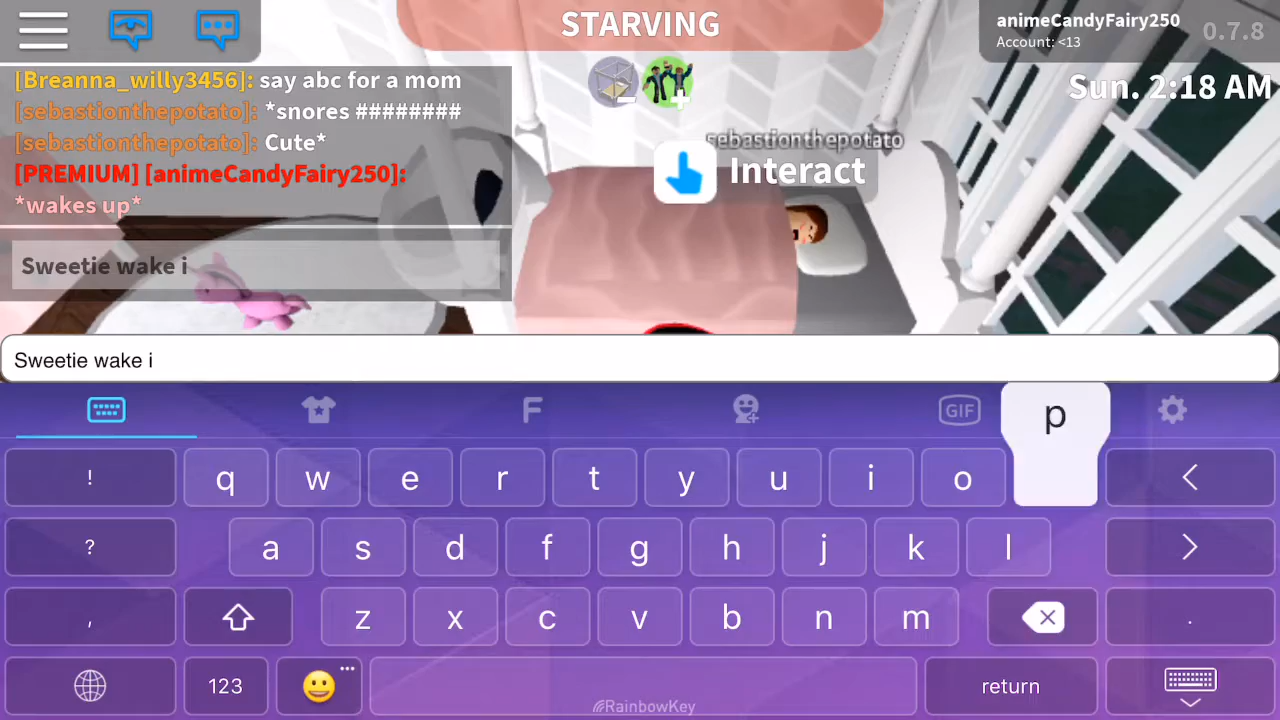 STARVING
animeCandyFairy250
Account: <13
0.7.8
Sun. 2:18 AM
[Breanna_willy3456]: say abc for a mom
[sebastionthepotato]: *snores ########
[sebastionthepotato]: Cute*
[PREMIUM] [animeCandyFairy250]:
*wakes up*
sebastionthepotato
Interact
Sweetie wake i
Sweetie wake i
F
GIF
p
! q w e r t y u i o <
? a s d f g h j k l >
, z x c v b n m .
123
RainbowKey
return